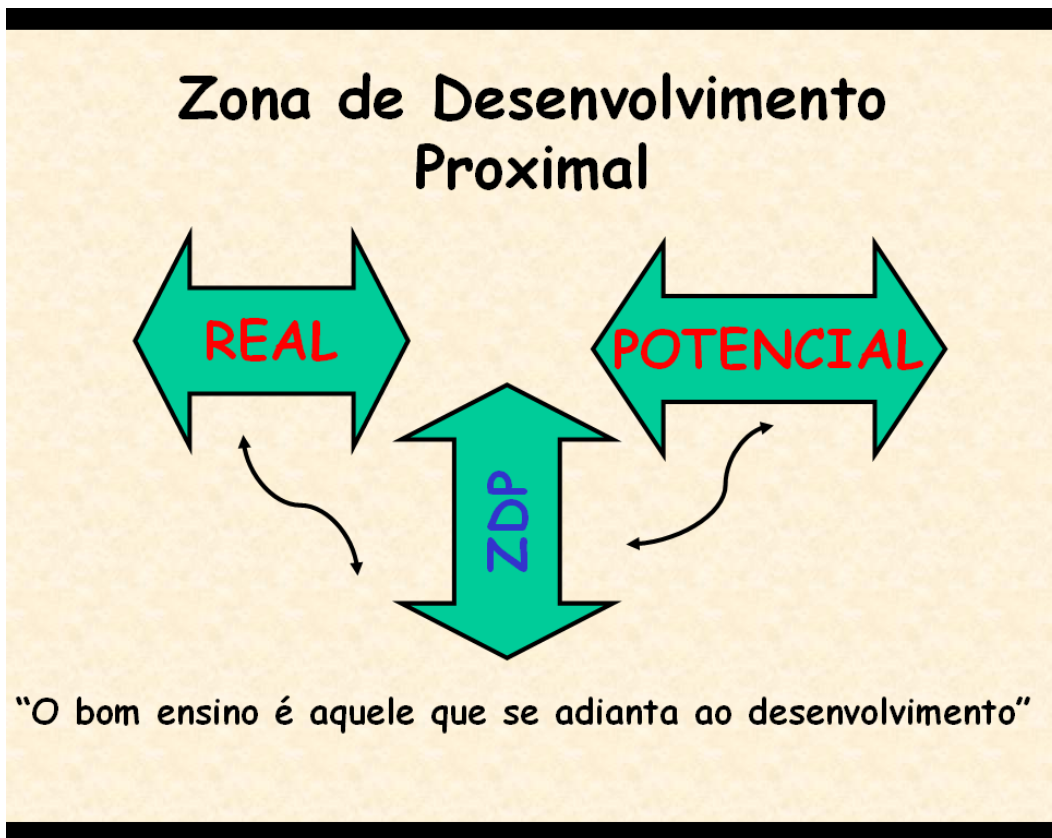 Zona de Desenvolvimento
Proximal
REAL
POTENCIAL
ZDP
“O bom ensino é aquele que se adianta ao desenvolvimento”